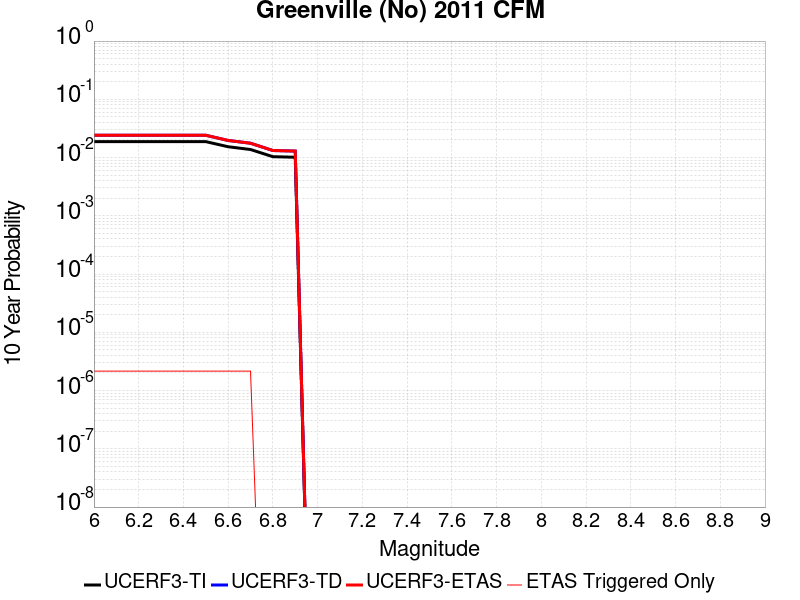 Greenville (No) 2011 CFM
10^0
10^-1
10^-2
10^-3
10^-4
10^-5
10^-6
10^-7
10^-8
10 Year Probability
6 6.2 6.4 6.6 6.8 7 7.2 7.4 7.6 7.8 8 8.2 8.4 8.6 8.8 9
Magnitude
UCERF3-TI UCERF3-TD UCERF3-ETAS ETAS Triggered Only